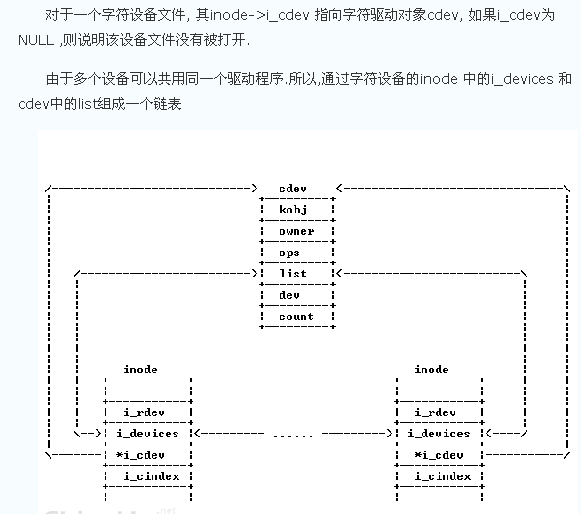 对于一个字符设备文件, 其inode->i_cdev 指向字符驱动对象cdev, 如果i_cdev为
NULL ,则说明该设备文件没有被打开.
由于多个设备可以共用同一个驱动程序.所以,通过字符设备的inode 中的i_devices 和
cdev中的list组成一个链表
cdev
kobj
owner
ops
list
dev
count
inode inode
i_rdev i_rdev
i_devices ...... i_devices
*i_cdev *i_cdev
i_cindex i_cindex
.net